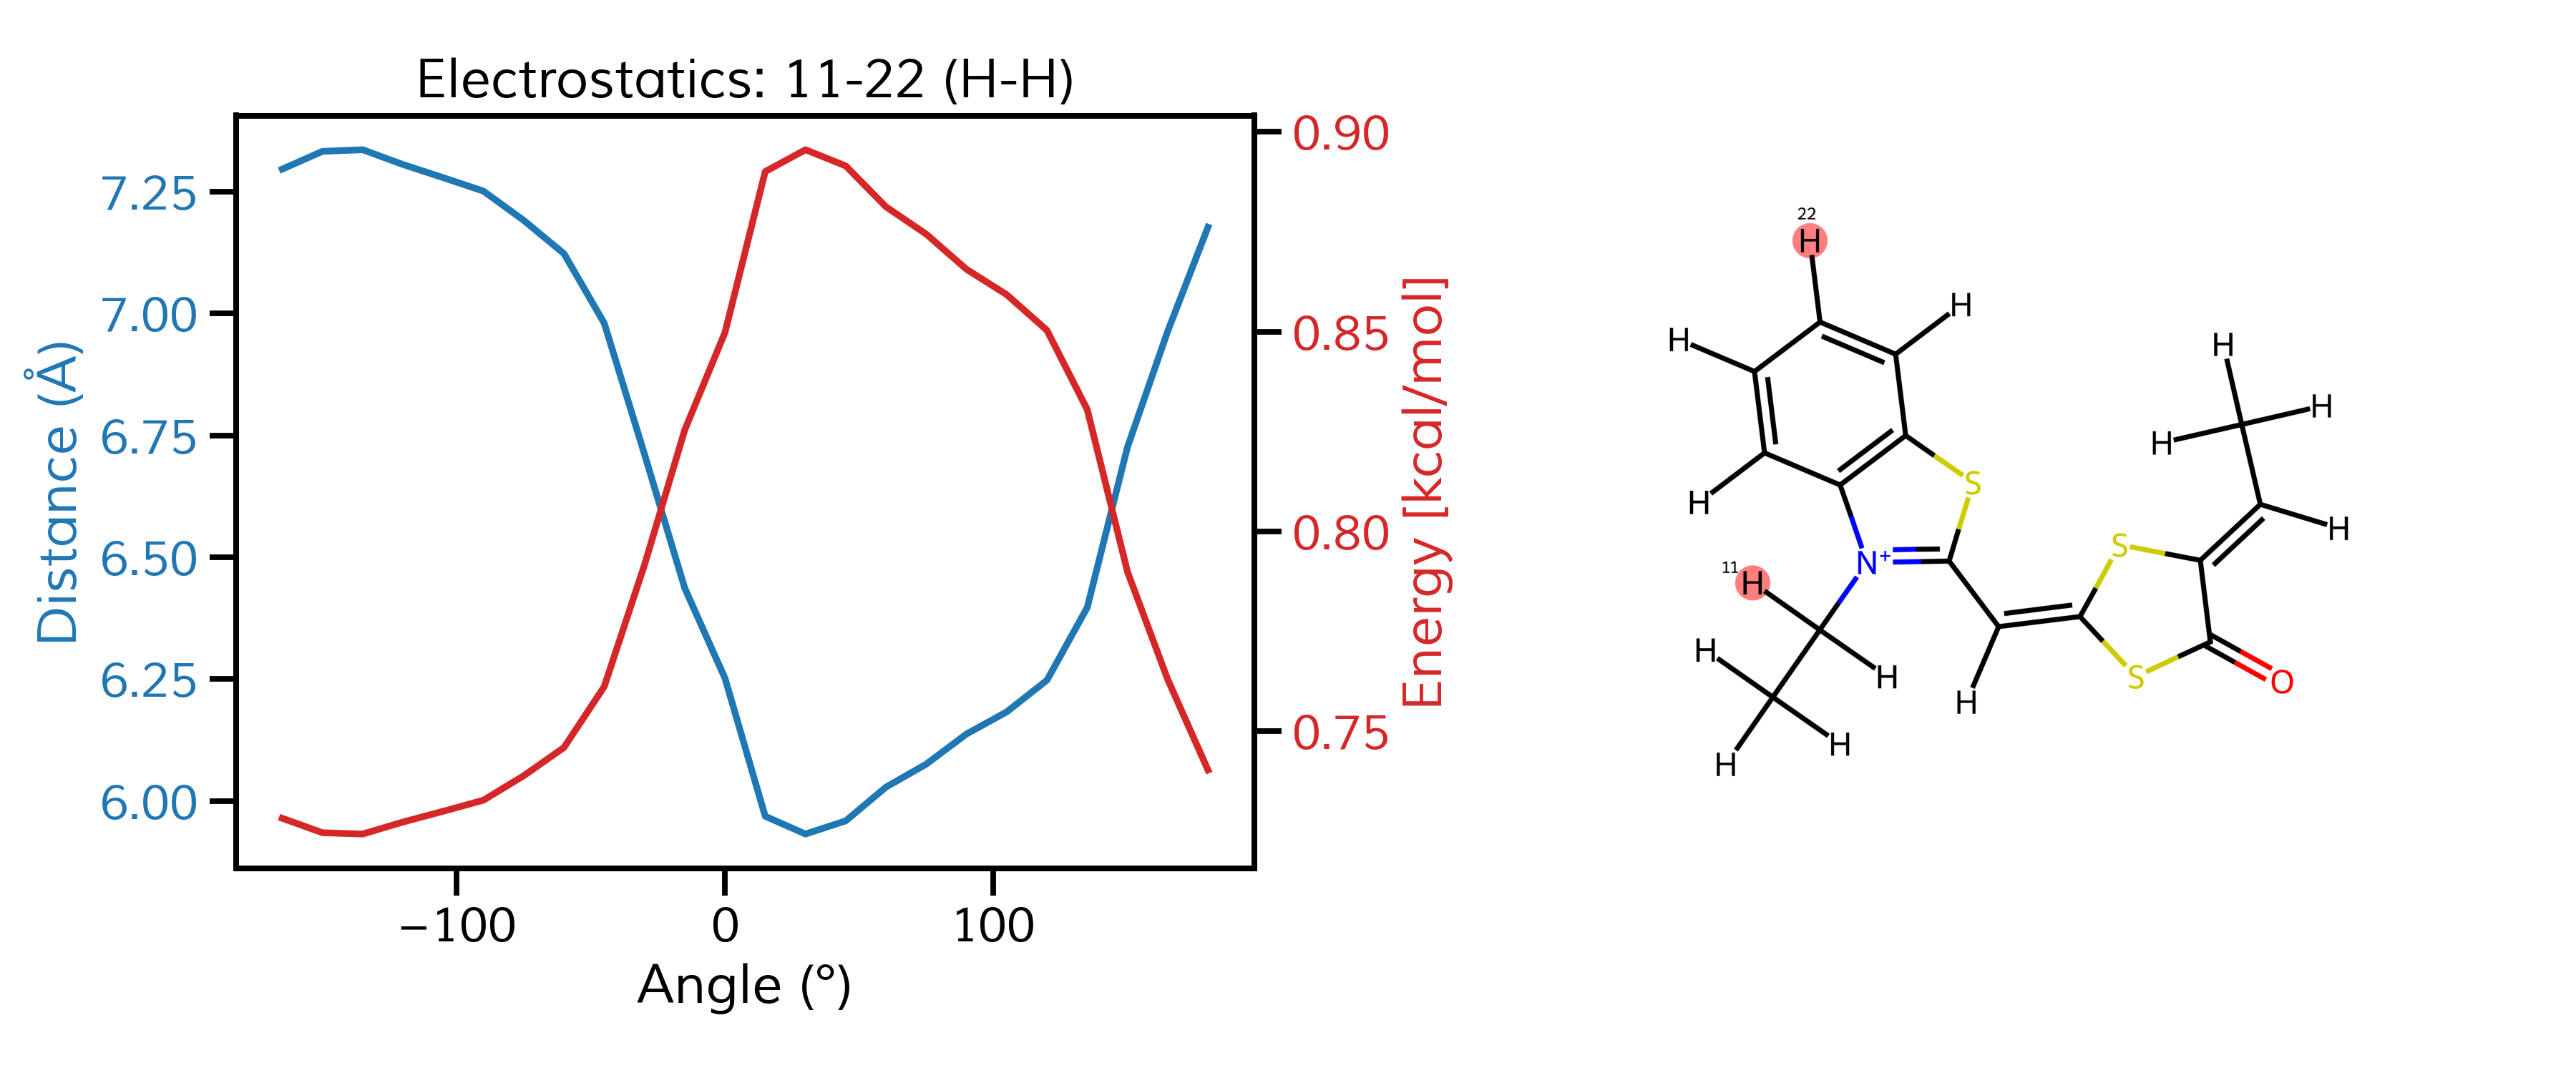 Electrostatics: 11-22 (H-H)
7.25
7.00
6.75
6.50
6.25
6.00
Distance (Å)
0.90
0.85
0.80
0.75
Energy [kcal/mol]
−100
0
100
Angle (°)
22
H
H
H
H
H
H
H
S
H
H
S
N+
11
H
H
H
S
O
H
H
H